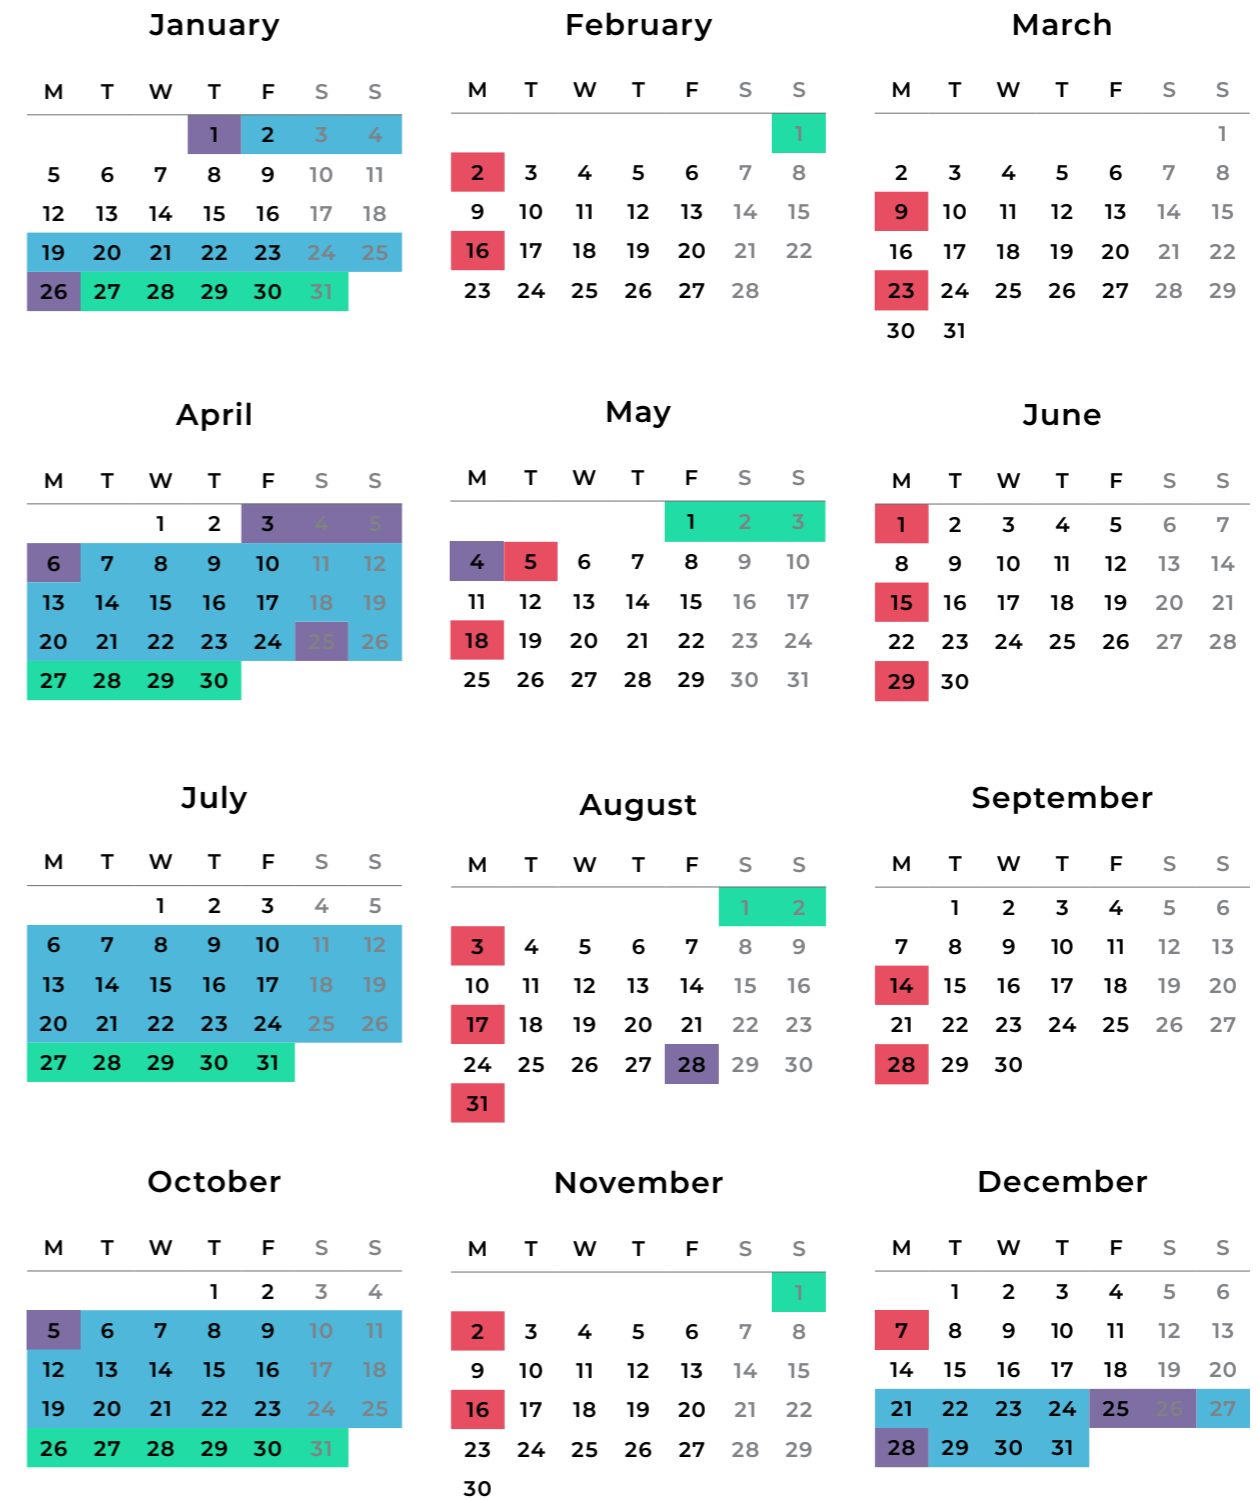 January
M T W T F S S
1 2 3 4
5 6 7 8 9 10 11
12 13 14 15 16 17 18
19 20 21 22 23 24 25
26 27 28 29 30 31
February
M T W T F S S
1
2 3 4 5 6 7 8
9 10 11 12 13 14 15
16 17 18 19 20 21 22
23 24 25 26 27 28
March
M T W T F S S
1
2 3 4 5 6 7 8
9 10 11 12 13 14 15
16 17 18 19 20 21 22
23 24 25 26 27 28 29
30 31
April
M T W T F S S
1 2 3 4 5
6 7 8 9 10 11 12
13 14 15 16 17 18 19
20 21 22 23 24 25 26
27 28 29 30
May
M T W T F S S
1 2 3
4 5 6 7 8 9 10
11 12 13 14 15 16 17
18 19 20 21 22 23 24
25 26 27 28 29 30 31
June
M T W T F S S
1 2 3 4 5 6 7
8 9 10 11 12 13 14
15 16 17 18 19 20 21
22 23 24 25 26 27 28
29 30
July
M T W T F S S
1 2 3 4 5
6 7 8 9 10 11 12
13 14 15 16 17 18 19
20 21 22 23 24 25 26
27 28 29 30 31
August
M T W T F S S
1 2
3 4 5 6 7 8 9
10 11 12 13 14 15 16
17 18 19 20 21 22 23
24 25 26 27 28 29 30
31
September
M T W T F S S
1 2 3 4 5 6
7 8 9 10 11 12 13
14 15 16 17 18 19 20
21 22 23 24 25 26 27
28 29 30
October
M T W T F S S
1 2 3 4
5 6 7 8 9 10 11
12 13 14 15 16 17 18
19 20 21 22 23 24 25
26 27 28 29 30 31
November
M T W T F S S
1
2 3 4 5 6 7 8
9 10 11 12 13 14 15
16 17 18 19 20 21 22
23 24 25 26 27 28 29
30
December
M T W T F S S
1 2 3 4 5 6
7 8 9 10 11 12 13
14 15 16 17 18 19 20
21 22 23 24 25 26 27
28 29 30 31